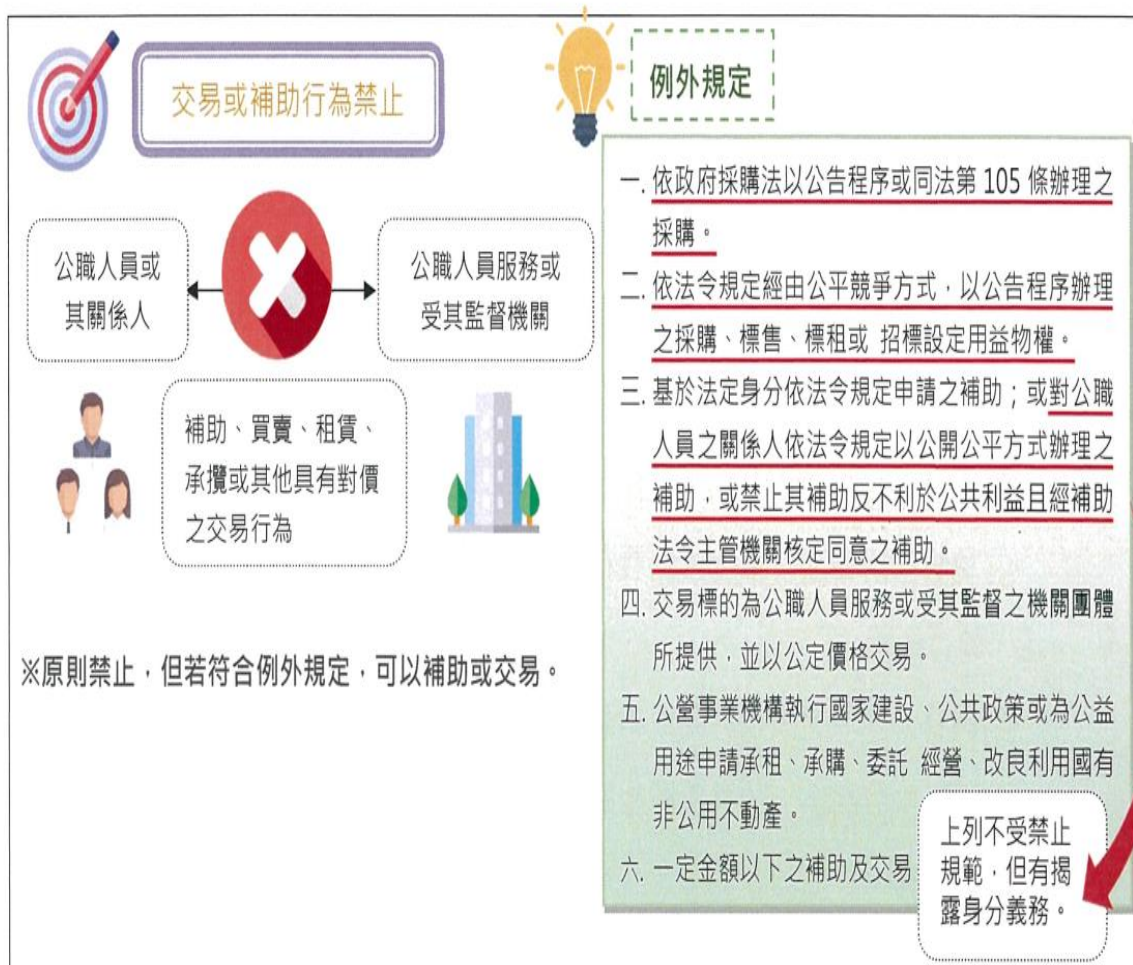 交易或補助行為禁止
公職人員或
其關係人
公職人員服務或
受其監督機關
補助、買賣、租賃、
承攬或其他具有對價
之交易行為
※原則禁止，但若符合例外規定，可以補助或交易。
例外規定
一. 依政府採購法以公告程序或同法第 105 條辦理之
採購。
二. 依法令規定經由公平競爭方式，以公告程序辦理
之採購、標售、標租或 招標設定用益物權。
三. 基於法定身分依法令規定申請之補助；或對公職
人員之關係人依法令規定以公開公平方式辦理之
補助，或禁止其補助反不利於公共利益且經補助
法令主管機關核定同意之補助。
四. 交易標的為公職人員服務或受其監督之機關團體
所提供，並以公定價格交易。
五. 公營事業機構執行國家建設、公共政策或為公益
用途申請承租、承購、委託 經營、改良利用國有
非公用不動產。
六. 一定金額以下之補助及交易
上列不受禁止
規範，但有揭
露身分義務。